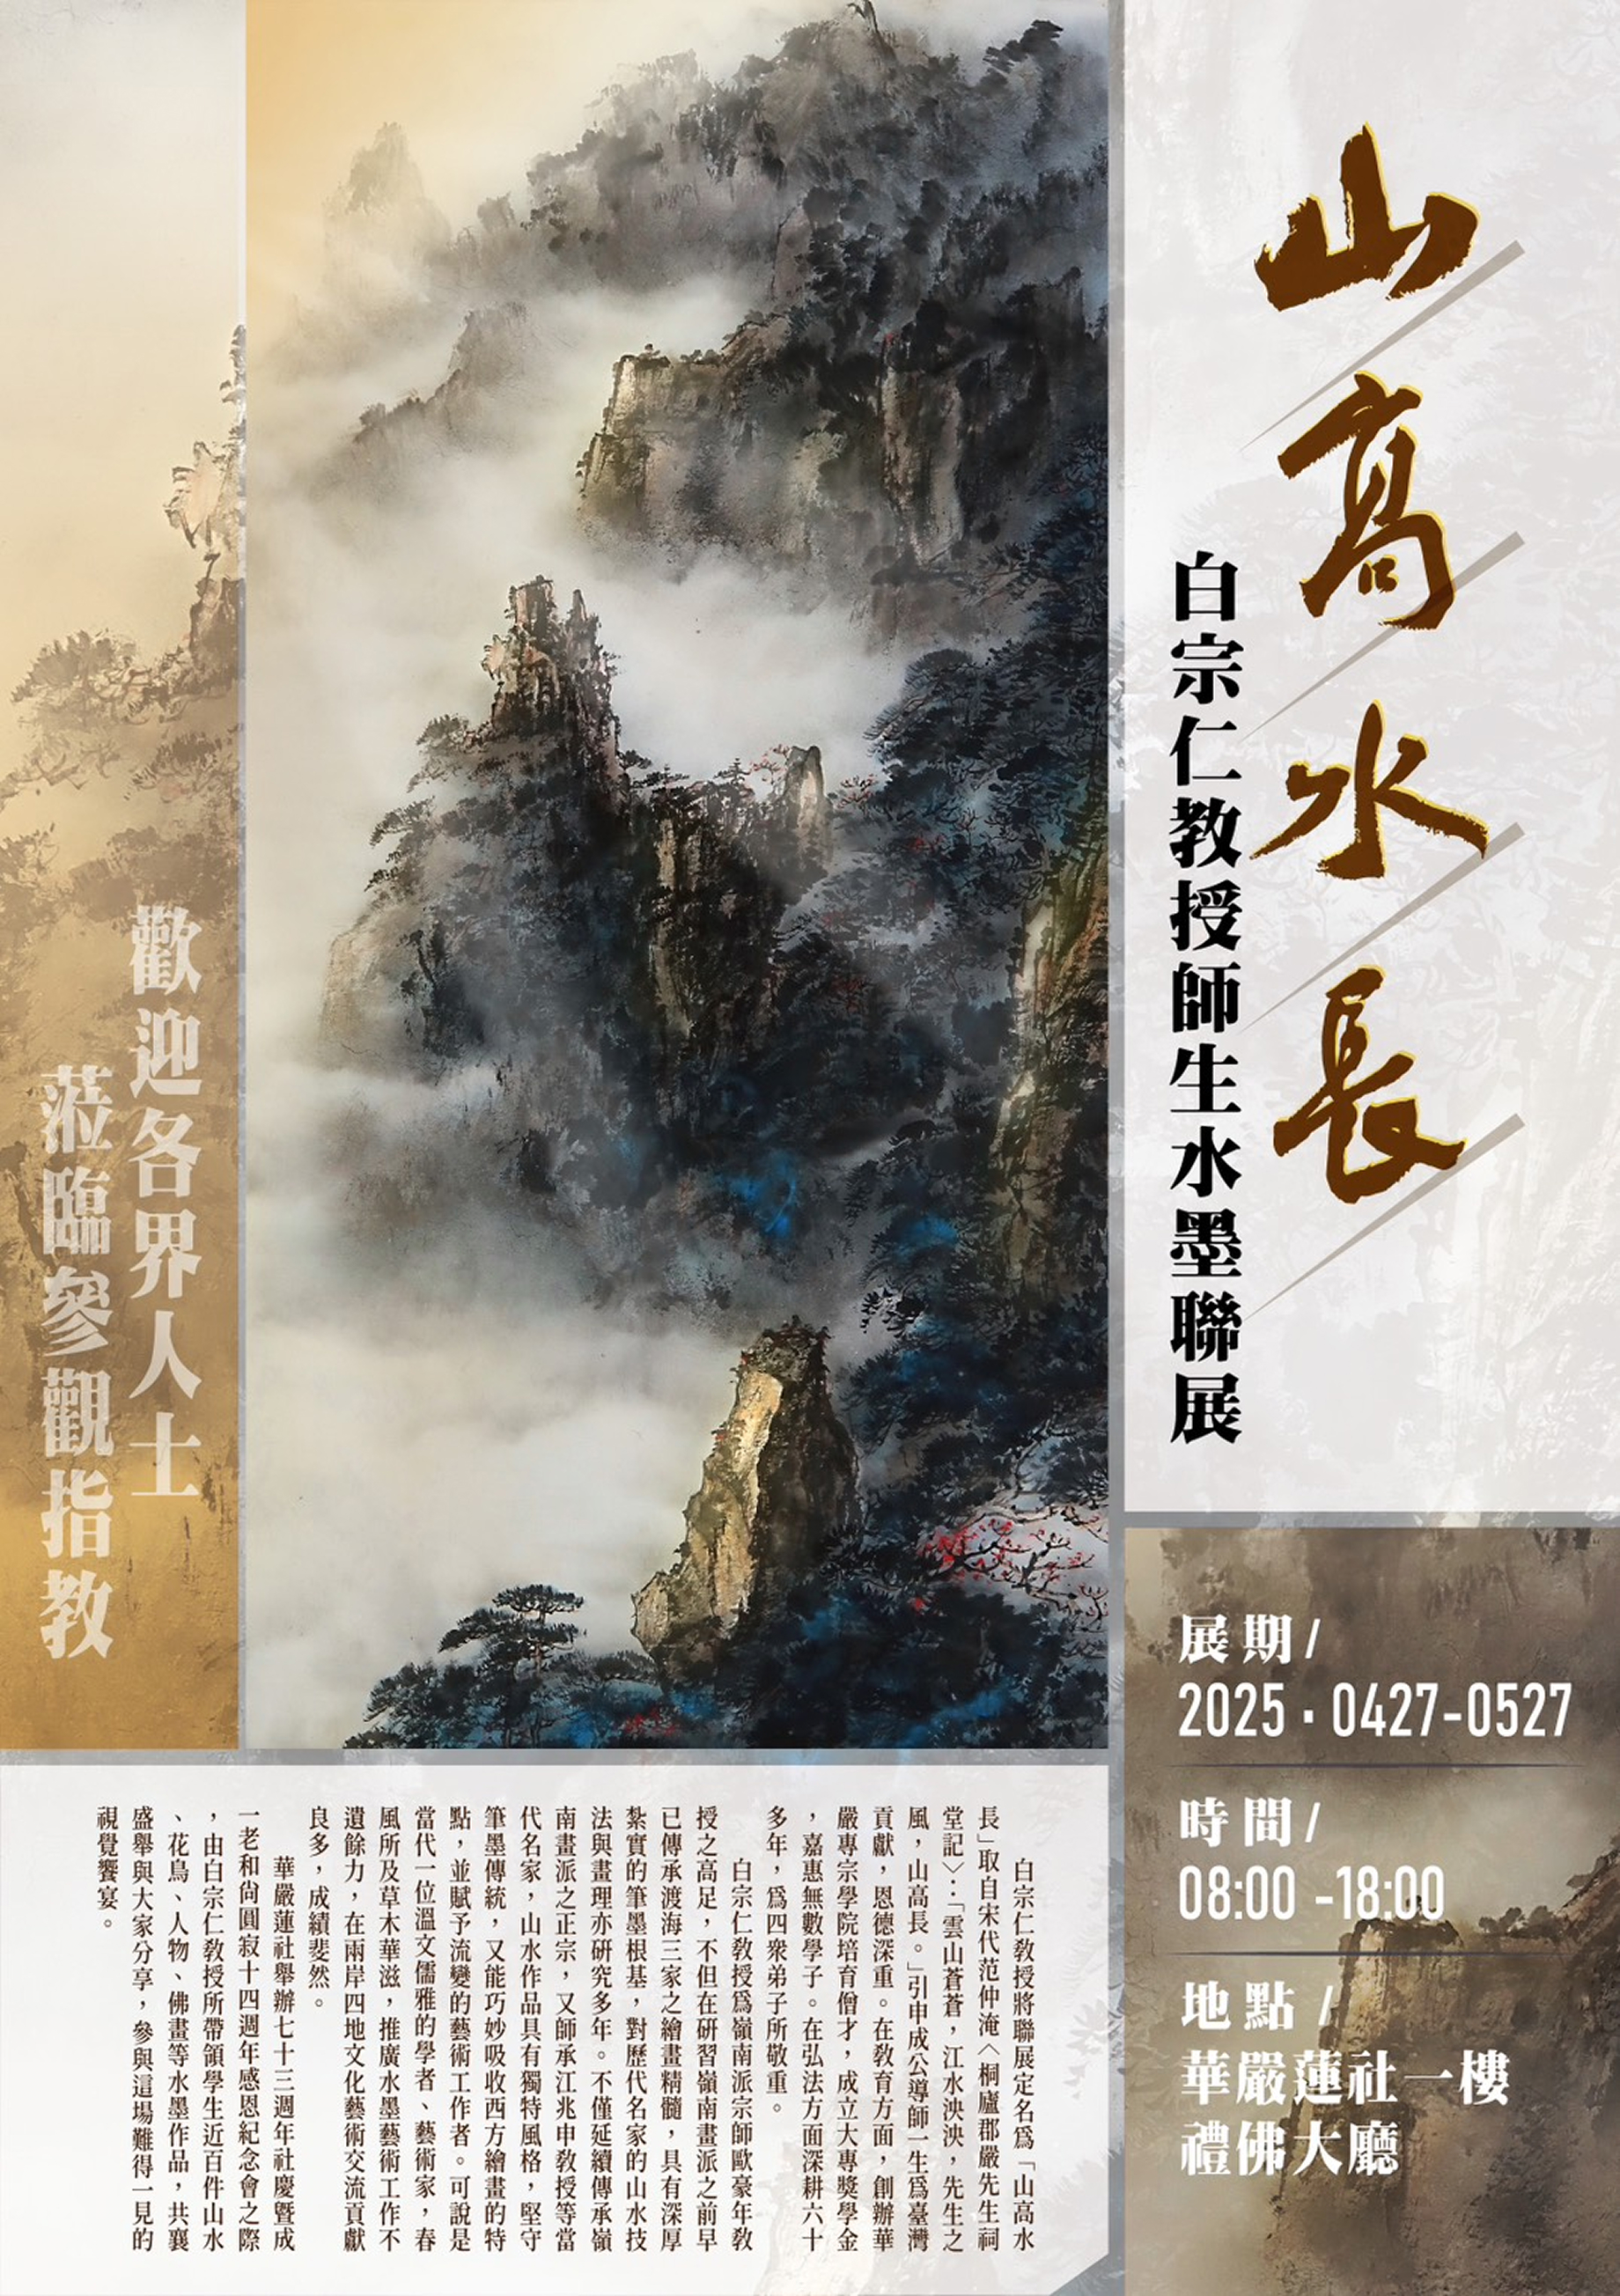 山高水長
白宗仁教授師生水墨聯展
歡迎各界人士
蒞臨參觀指教
展期/
2025·0427-0527
時間/
08:00 -18:00
地點 /
華嚴蓮社一樓
禮佛大廳
白宗仁教授將聯展定名為「山高水
長」取自宋代范仲淹〈桐廬郡嚴先生祠
堂記〉：「雲山蒼蒼，江水泱泱，先生之
風，山高水長。」引申成公導師一生為臺灣
貢獻，恩德深重。在教育方面，創辦華
嚴專宗學院培育僧才，成立大專獎學金
，嘉惠無數學子。在弘法方面深耕六十
多年，為四眾弟子所敬重。
白宗仁教授為嶺南派宗師歐豪年教
授之高足，不但在研習嶺南畫派之前早
已傳承渡海三家之繪畫精髓，具有深厚
紮實的筆墨根基，對歷代名家的山水技
法與畫理亦研究多年。不僅延續傳承嶺
南畫派之正宗，又師承江兆申教授等當
代名家，山水作品具有獨特風格，堅守
筆墨傳統，又能巧妙吸收西方繪畫的特
點，並賦予流變的藝術工作者。可說是
當代一位溫文儒雅的學者、藝術家，春
風所及草木華滋，推廣水墨藝術工作不
遺餘力，在兩岸四地文化藝術交流貢獻
良多，成績斐然。
華嚴蓮社舉辦七十三週年社慶暨成
一老和尚圓寂十四週年感恩紀念會之際
，由白宗仁教授所帶領學生近百件山水
、花鳥、人物、佛畫等水墨作品，共襄
盛舉與大家分享，參與這場難得一見的
視覺饗宴。